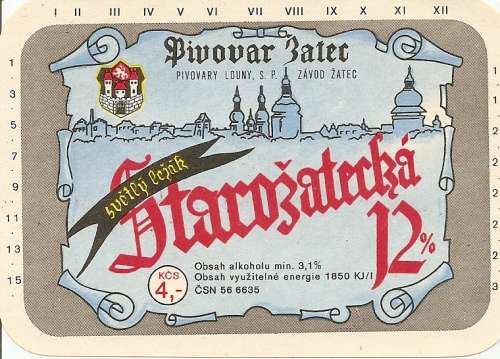 I II III IV V VI VII VIII IX X XI XII
Pivovar Žatec
PIVOVARY LOUNY, S. P. ZÁVOD ŽATEC
světlý ležák
Starožatecká
12%
KČS
4,-
Obsah alkoholu min. 3,1%
Obsah využitelné energie 1850 KJ/l
ČSN 56 6635
1
3
5
7
9
11
13
15